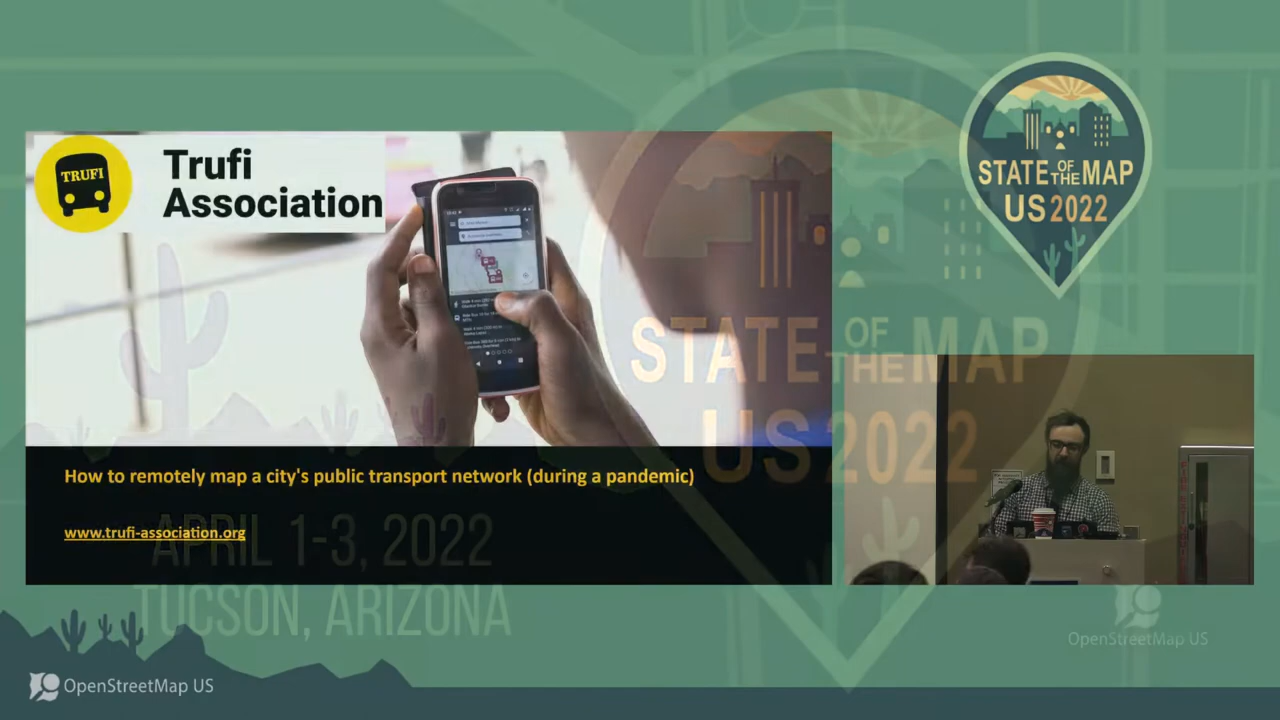 TRUFI
Trufi
Association
How to remotely map a city's public transport network (during a pandemic)
www.trufi-association.org
STATE OF THE MAP
US 2022
STATE OF THE MAP
US 2022
APRIL 1-3, 2022
TUCSON, ARIZONA
OpenStreetMap US
OpenStreetMap US